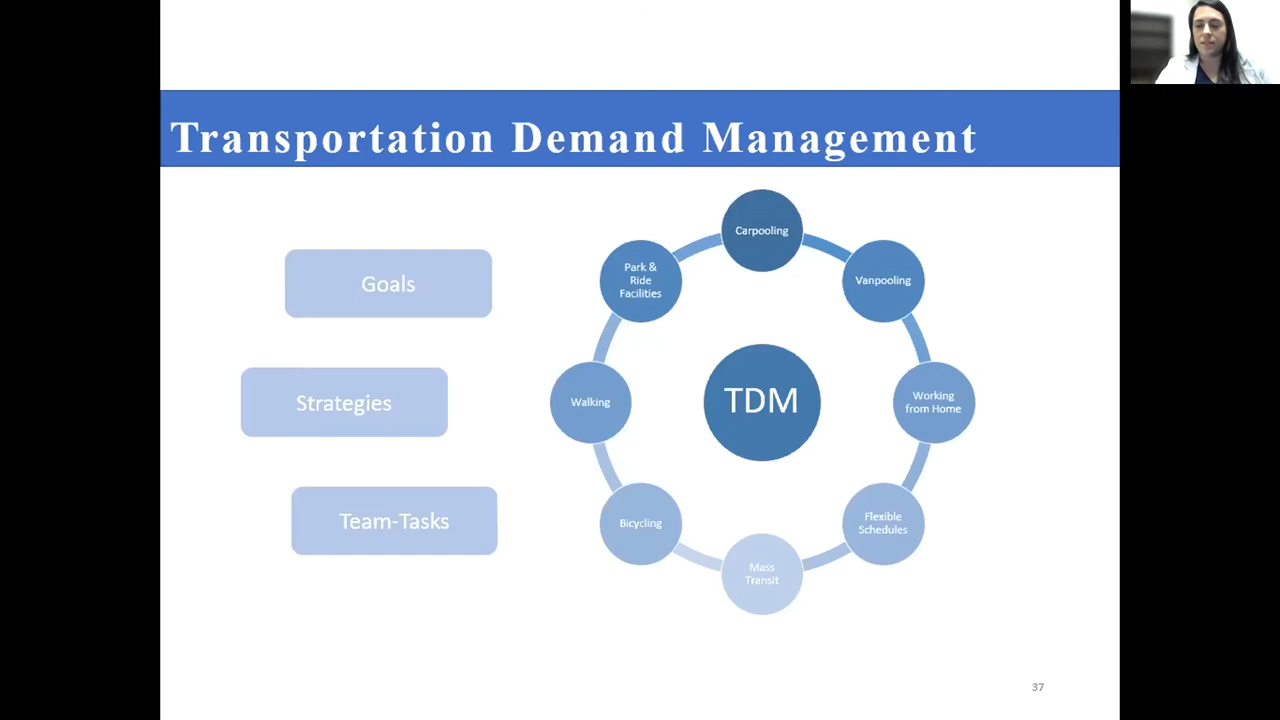 Transportation Demand Management
Goals
Strategies
Team-Tasks
Carpooling
Vanpooling
Working
from Home
Flexible
Schedules
Mass
Transit
Bicycling
Walking
Park &
Ride
Facilities
TDM
37